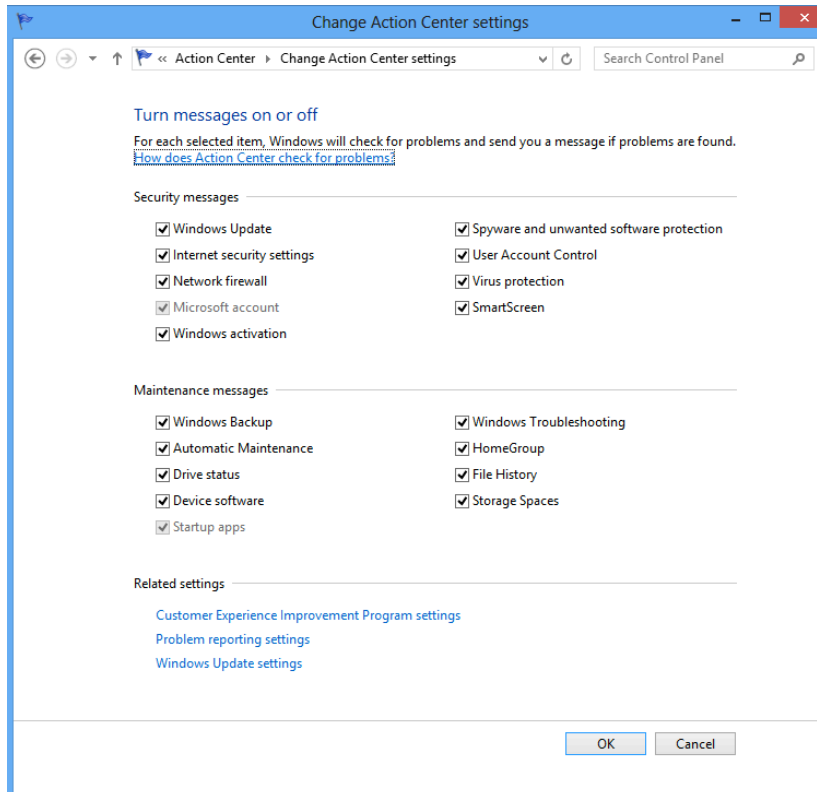 Change Action Center settings
« Action Center Change Action Center settings Search Control Panel
Turn messages on or off
For each selected item, Windows will check for problems and send you a message if problems are found.
How does Action Center check for problems?
Security messages
Windows Update
Internet security settings
Network firewall
Microsoft account
Windows activation
Spyware and unwanted software protection
User Account Control
Virus protection
SmartScreen
Maintenance messages
Windows Backup
Automatic Maintenance
Drive status
Device software
Startup apps
Windows Troubleshooting
HomeGroup
File History
Storage Spaces
Related settings
Customer Experience Improvement Program settings
Problem reporting settings
Windows Update settings
OK Cancel